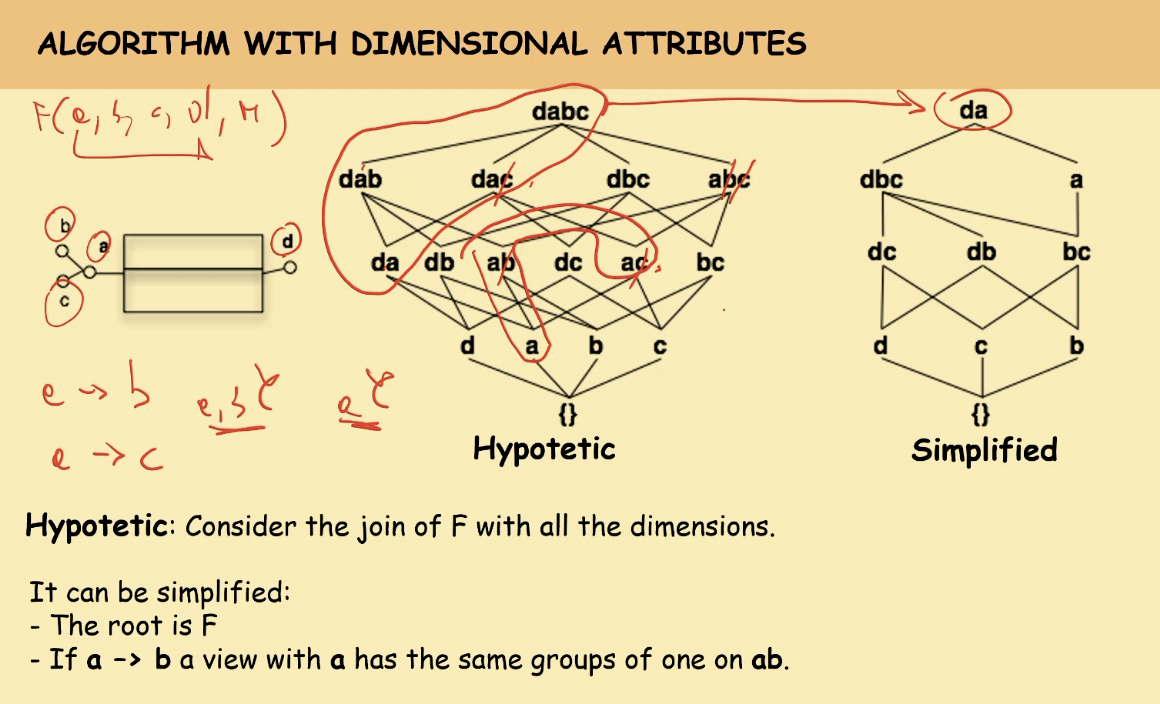 ALGORITHM WITH DIMENSIONAL ATTRIBUTES
F(a, b, c, d, M)
dabc
da
dab dac dbc abc
dbc a
b
a
d
c
da db ab dc ac bc
dc db bc
d a b c
d c b
{}
{}
a -> b
a, b
a
a -> c
Hypotetic
Simplified
Hypotetic: Consider the join of F with all the dimensions.
It can be simplified:
- The root is F
- If a -> b a view with a has the same groups of one on ab.